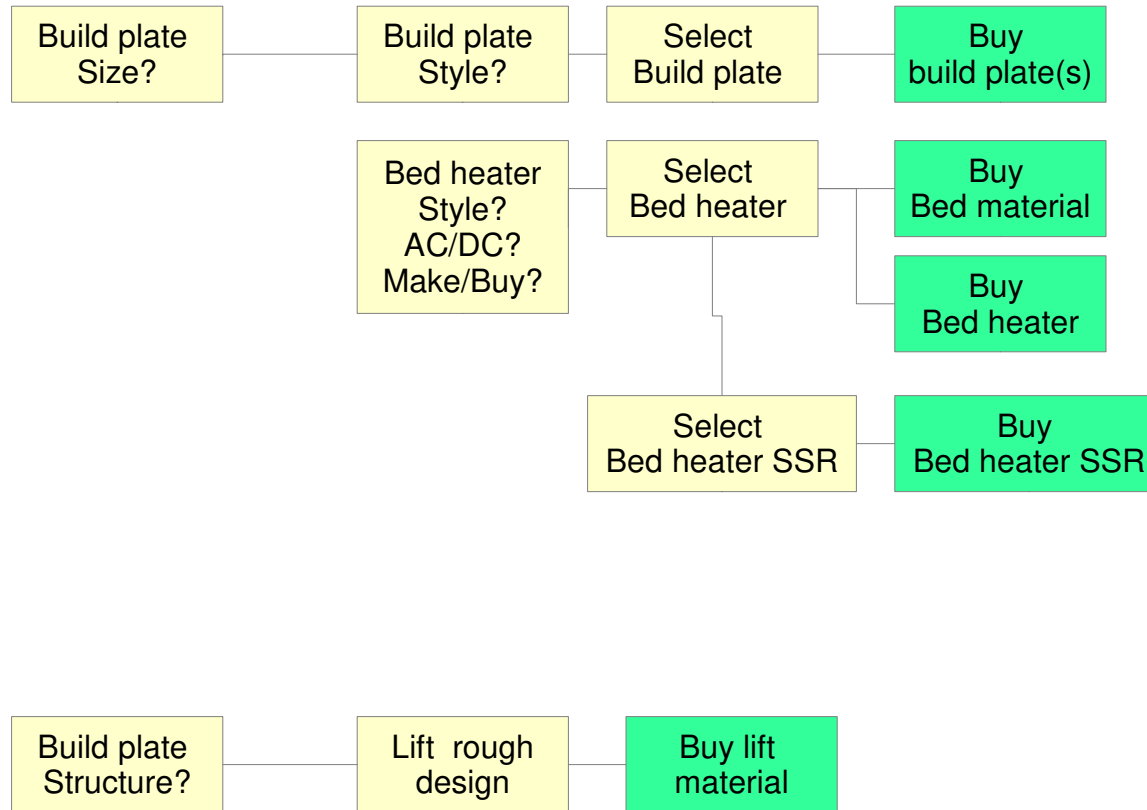 Build plate
Size?
Build plate
Style?
Select
Build plate
Buy
build plate(s)
Bed heater
Style?
AC/DC?
Make/Buy?
Select
Bed heater
Buy
Bed material
Buy
Bed heater
Select
Bed heater SSR
Buy
Bed heater SSR
Build plate
Structure?
Lift rough
design
Buy lift
material